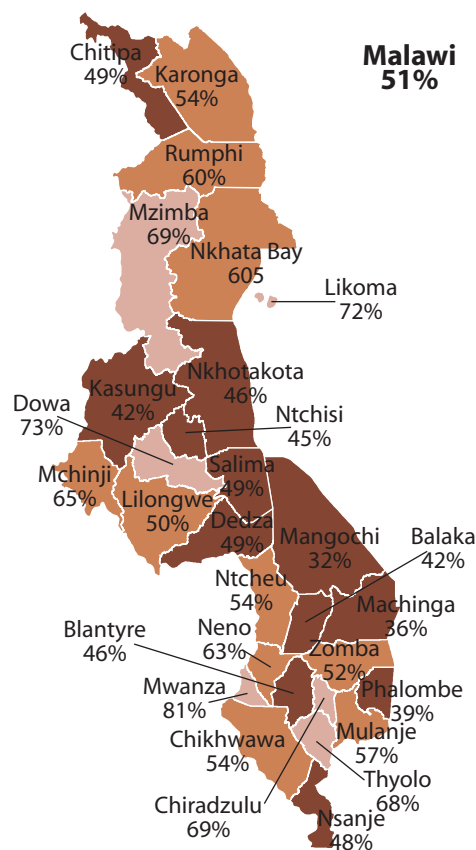 Malawi
51%
Chitipa
49%
Karonga
54%
Rumphi
60%
Mzimba
69%
Nkhata Bay
605
Likoma
72%
Nkhotakota
46%
Kasungu
42%
Dowa
73%
Ntchisi
45%
Mchinji
65%
Salima
49%
Lilongwe
50%
Dedza
49%
Mangochi
32%
Balaka
42%
Ntcheu
54%
Machinga
36%
Neno
63%
Blantyre
46%
Zomba
52%
Mwanza
81%
Phalombe
39%
Chikhwawa
54%
Mulanje
57%
Thyolo
68%
Chiradzulu
69%
Nsanje
48%